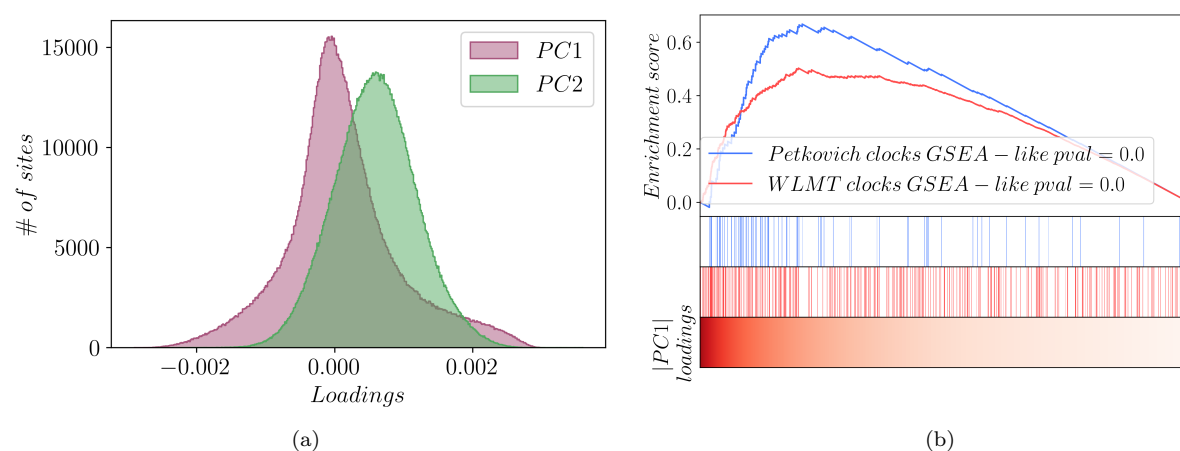 15000
10000
5000
0
# of sites
−0.002
0.000
0.002
Loadings
PC1
PC2
(a)
0.6
0.4
0.2
0.0
Enrichment score
Petkovich clocks GSEA − like pval = 0.0
WLMT clocks GSEA − like pval = 0.0
|PC1|
loadings
(b)